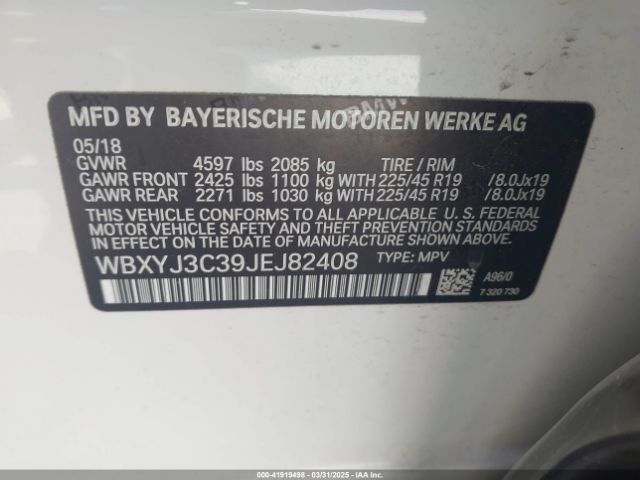 MFD BY BAYERISCHE MOTOREN WERKE AG
05/18
GVWR 4597 lbs 2085 kg TIRE / RIM
GAWR FRONT 2425 lbs 1100 kg WITH 225/45 R19 /8.0Jx19
GAWR REAR 2271 lbs 1030 kg WITH 225/45 R19 /8.0Jx19
THIS VEHICLE CONFORMS TO ALL APPLICABLE U. S. FEDERAL
MOTOR VEHICLE SAFETY AND THEFT PREVENTION
STANDARDS IN EFFECT ON THE DATE OF MANUFACTURE SHOWN ABOVE.
WBXYJ3C39JEJ82408 TYPE: MPV
A96/0
7 320 730
000-41919498 - 03/31/2025 - IAAI.COM